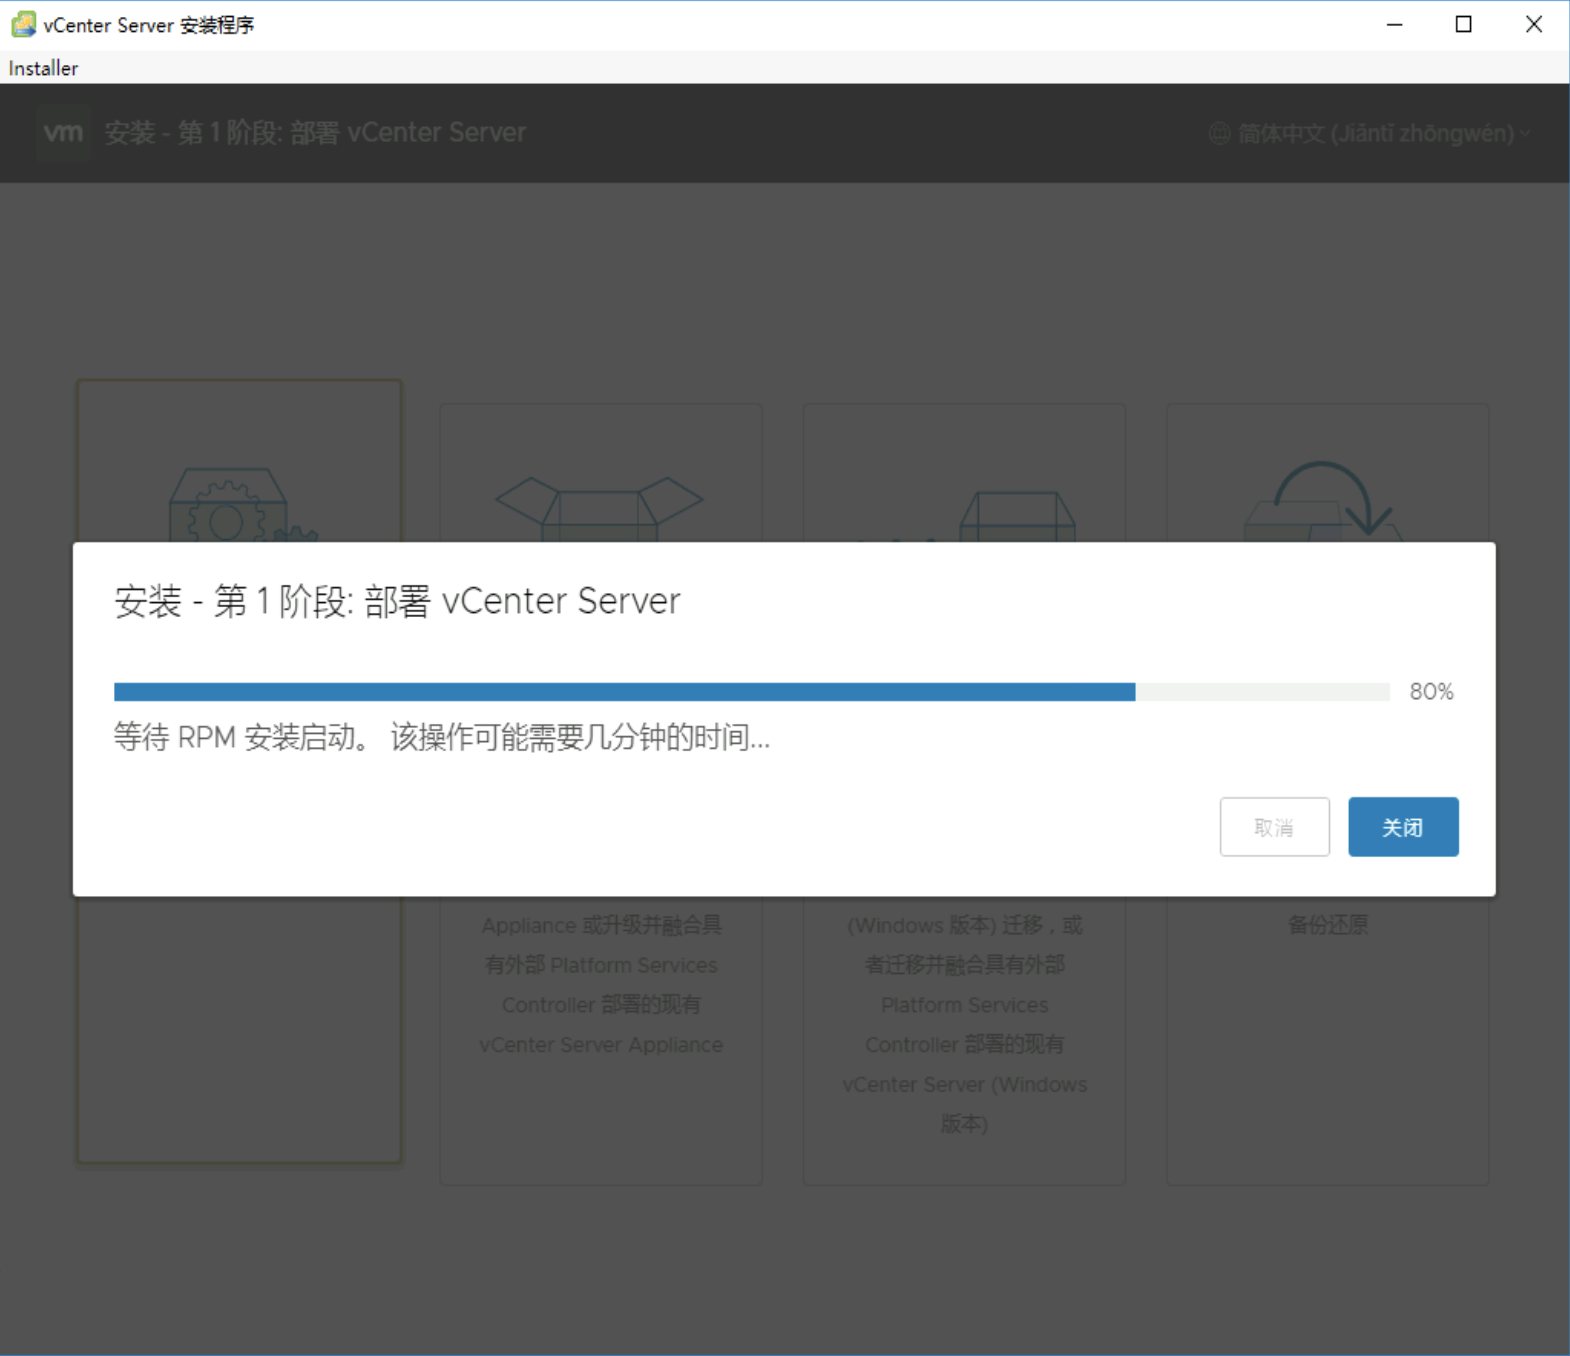 vCenter Server 安装程序
Installer
vm 安装 - 第 1 阶段: 部署 vCenter Server
简体中文 (Jiǎntǐ zhōngwén)
安装 - 第 1 阶段: 部署 vCenter Server
80%
等待 RPM 安装启动。 该操作可能需要几分钟的时间...
取消
关闭
Appliance 或升级并融合具
有外部 Platform Services
Controller 部署的现有
vCenter Server Appliance
(Windows 版本) 迁移，或
者迁移并融合具有外部
Platform Services
Controller 部署的现有
vCenter Server (Windows
版本)
备份还原